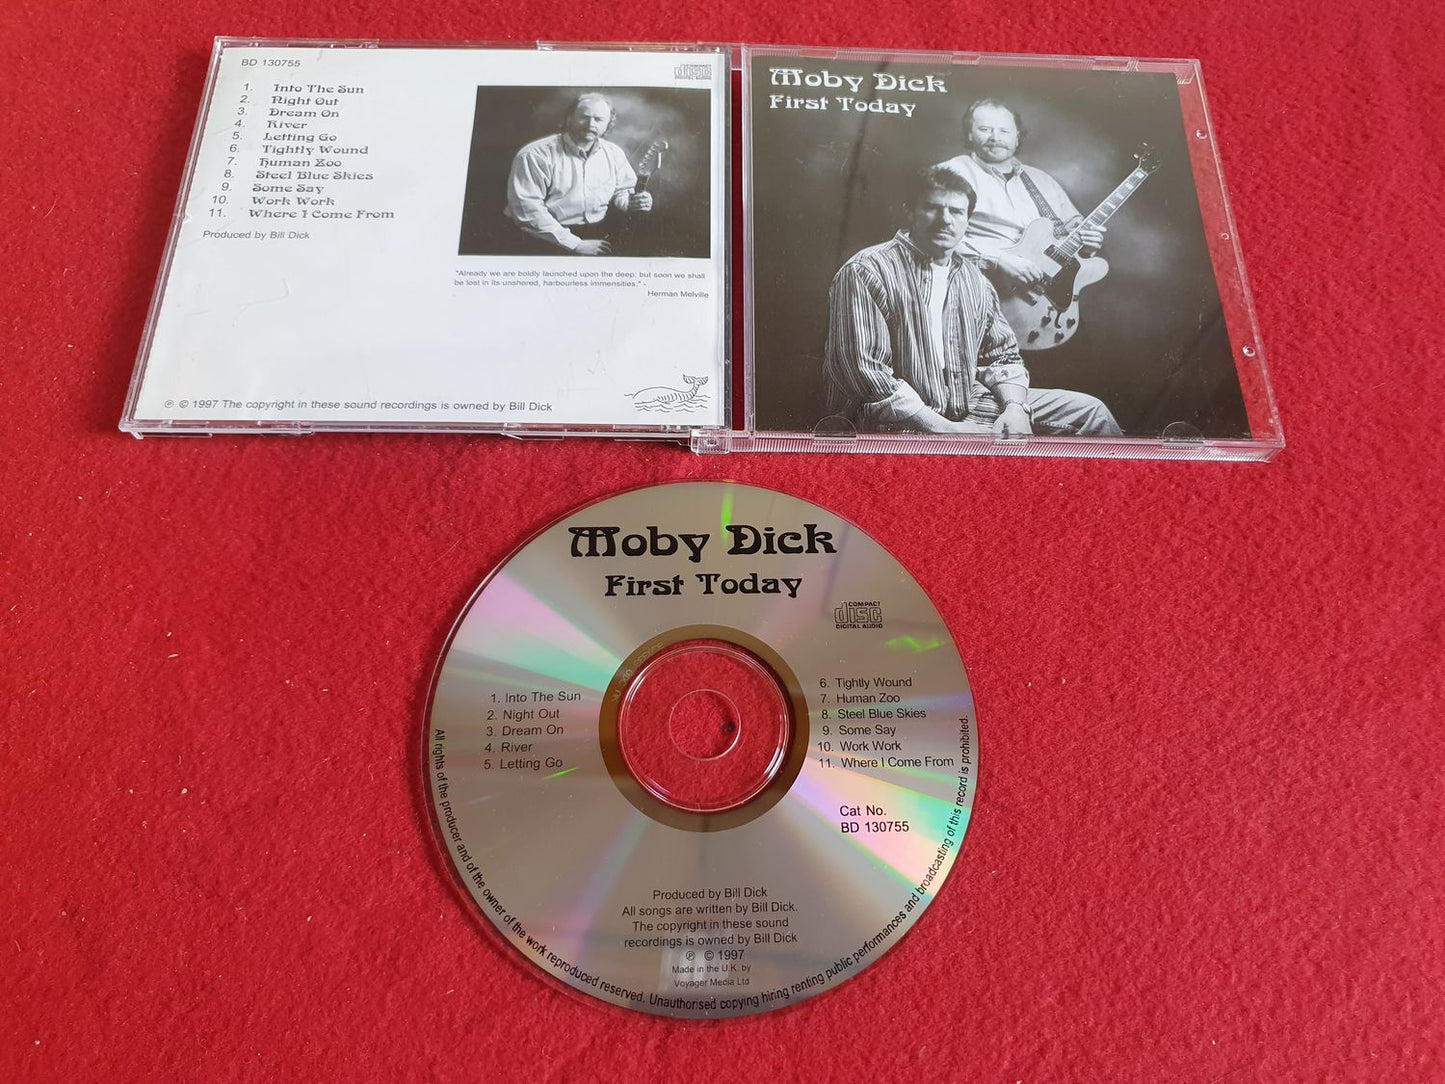 BD 130755
COMPACT
disc
DIGITAL AUDIO
1. Into The Sun
2. Night Out
3. Dream On
4. River
5. Letting Go
6. Tightly Wound
7. Human Zoo
8. Steel Blue Skies
9. Some Say
10. Work Work
11. Where I Come From
Produced by Bill Dick
"Already we are boldly launched upon the deep; but soon we shall
be lost in its unshored, harbourless immensities." -
Herman Melville
℗ © 1997 The copyright in these sound recordings is owned by Bill Dick
Moby Dick
First Today
Moby Dick
First Today
COMPACT
disc
DIGITAL AUDIO
1. Into The Sun
2. Night Out
3. Dream On
4. River
5. Letting Go
6. Tightly Wound
7. Human Zoo
8. Steel Blue Skies
9. Some Say
10. Work Work
11. Where I Come From
Cat No.
BD 130755
Produced by Bill Dick
All songs are written by Bill Dick.
The copyright in these sound
recordings is owned by Bill Dick
℗ © 1997
Made in the U.K. by
Voyager Media Ltd
All rights of the producer and of the owner of the work reproduced reserved. Unauthorised copying hiring renting public performances and broadcasting of this record is prohibited.